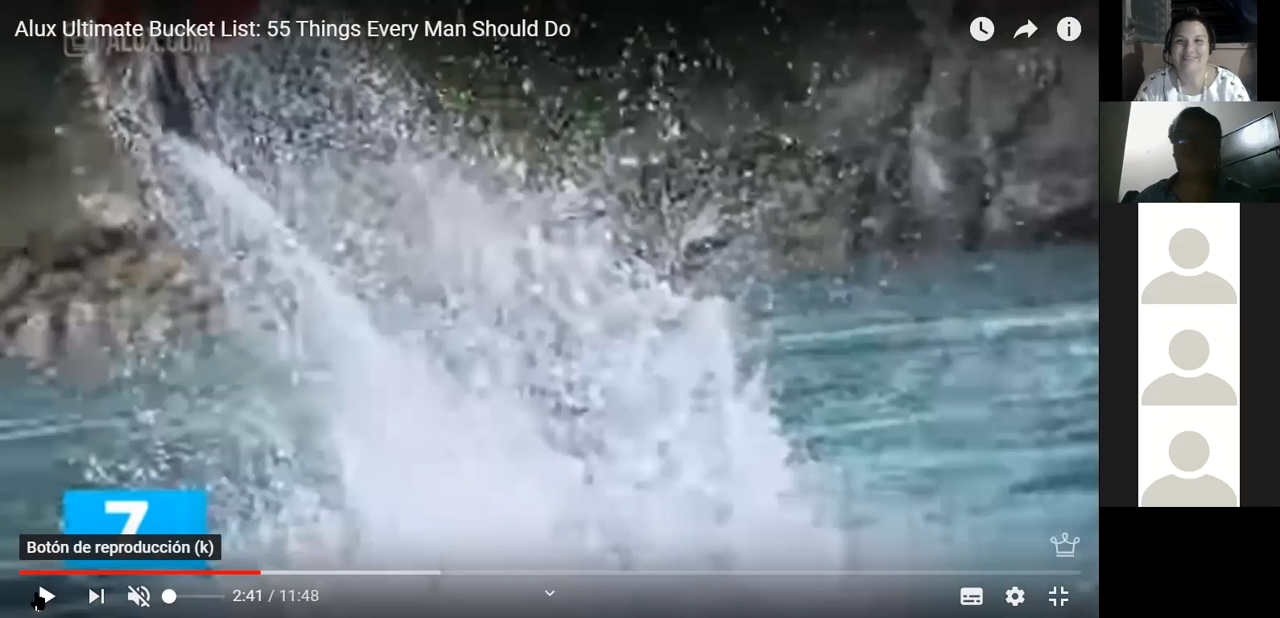 Alux Ultimate Bucket List: 55 Things Every Man Should Do
ALUX.COM
7
Botón de reproducción (k)
2:41 / 11:48